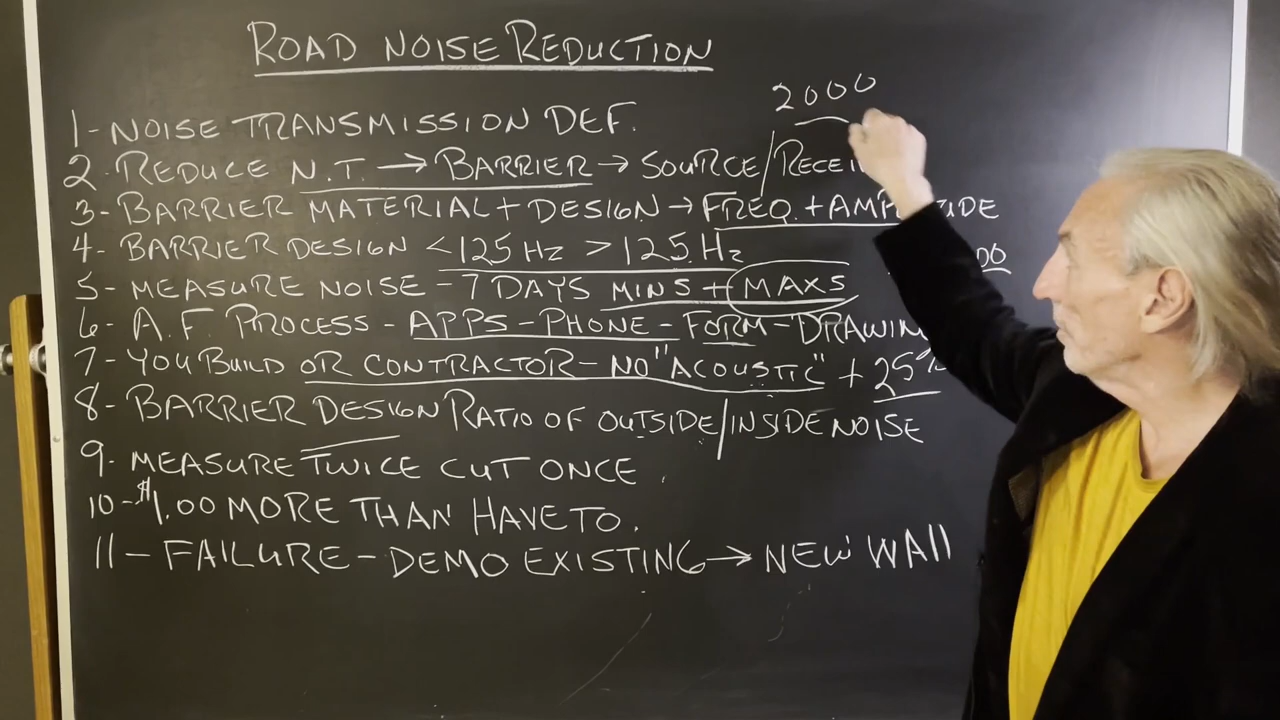 ROAD NOISE REDUCTION
2000
1- NOISE TRANSMISSION DEF.
2- REDUCE N.T. → BARRIER → SOURCE/
3- BARRIER MATERIAL + DESIGN → FREQ. +
4- BARRIER DESIGN <125 HZ >125 HZ
5- MEASURE NOISE - 7 DAYS MINS + MAXS
6- A.F. PROCESS - APPS - PHONE - FORM -
7- YOU BUILD OR CONTRACTOR - NO "ACOUSTIC" + 25%
8- BARRIER DESIGN RATIO OF OUTSIDE/INSIDE NOISE
9- MEASURE TWICE CUT ONCE
10- $1.00 MORE THAN HAVE TO.
11- FAILURE - DEMO EXISTING → NEW WALL